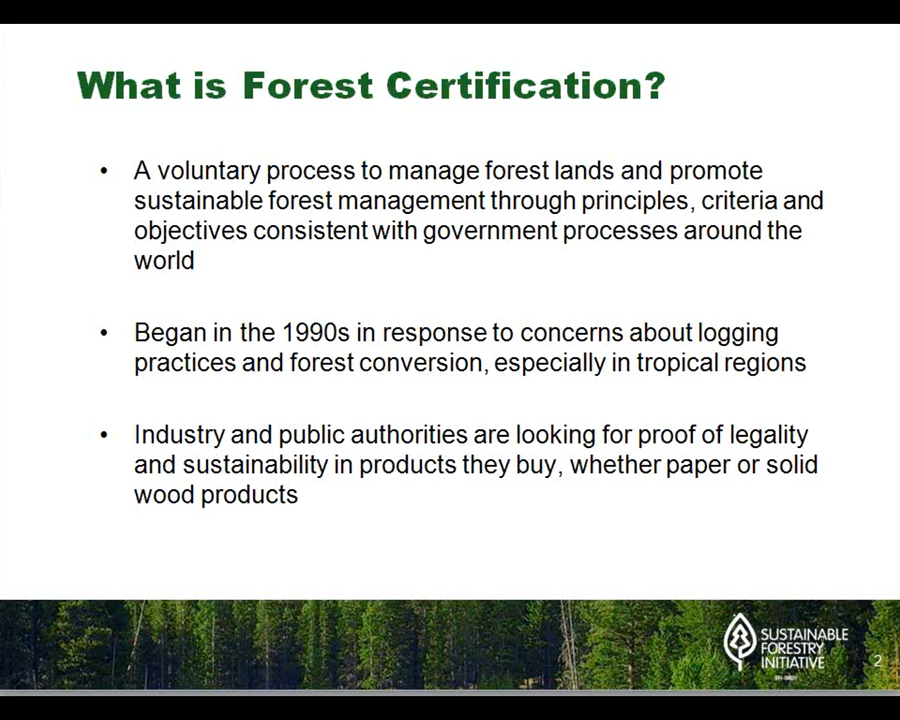 What is Forest Certification?
• A voluntary process to manage forest lands and promote
sustainable forest management through principles, criteria and
objectives consistent with government processes around the
world
• Began in the 1990s in response to concerns about logging
practices and forest conversion, especially in tropical regions
• Industry and public authorities are looking for proof of legality
and sustainability in products they buy, whether paper or solid
wood products
SUSTAINABLE
FORESTRY
INITIATIVE
2